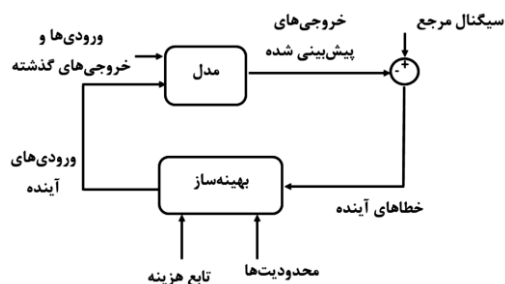 سیگنال مرجع
خروجی‌های
پیش‌بینی شده
ورودی‌ها و
خروجی‌های گذشته
مدل
+
-
ورودی‌های
آینده
بهینه‌ساز
خطاهای آینده
محدودیت‌ها
تابع هزینه